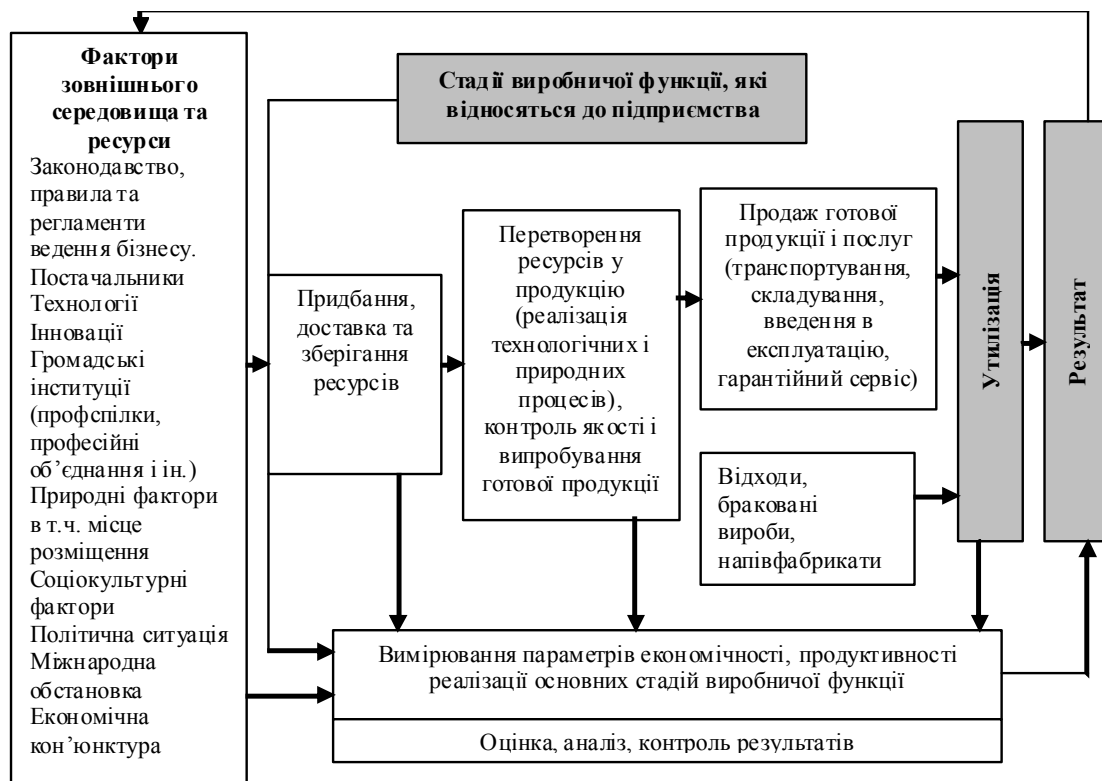 Фактори
зовнішнього
середовища та
ресурси
Законодавство,
правила та
регламенти
ведення бізнесу.
Постачальники
Технології
Інновації
Громадські
інституції
(профспілки,
професійні
об’єднання і ін.)
Природні фактори
в т.ч. місце
розміщення
Соціокультурні
фактори
Політична ситуація
Міжнародна
обстановка
Економічна
кон’юнктура
Стадії виробничої функції, які
відносяться до підприємства
Придбання,
доставка та
зберігання
ресурсів
Перетворення
ресурсів у
продукцію
(реалізація
технологічних і
природних
процесів),
контроль якості і
випробування
готової продукції
Продаж готової
продукції і послуг
(транспортування,
складування,
введення в
експлуатацію,
гарантійний сервіс)
Відходи,
браковані
вироби,
напівфабрикати
Утилізація
Результат
Вимірювання параметрів економічності, продуктивності
реалізації основних стадій виробничої функції
Оцінка, аналіз, контроль результатів